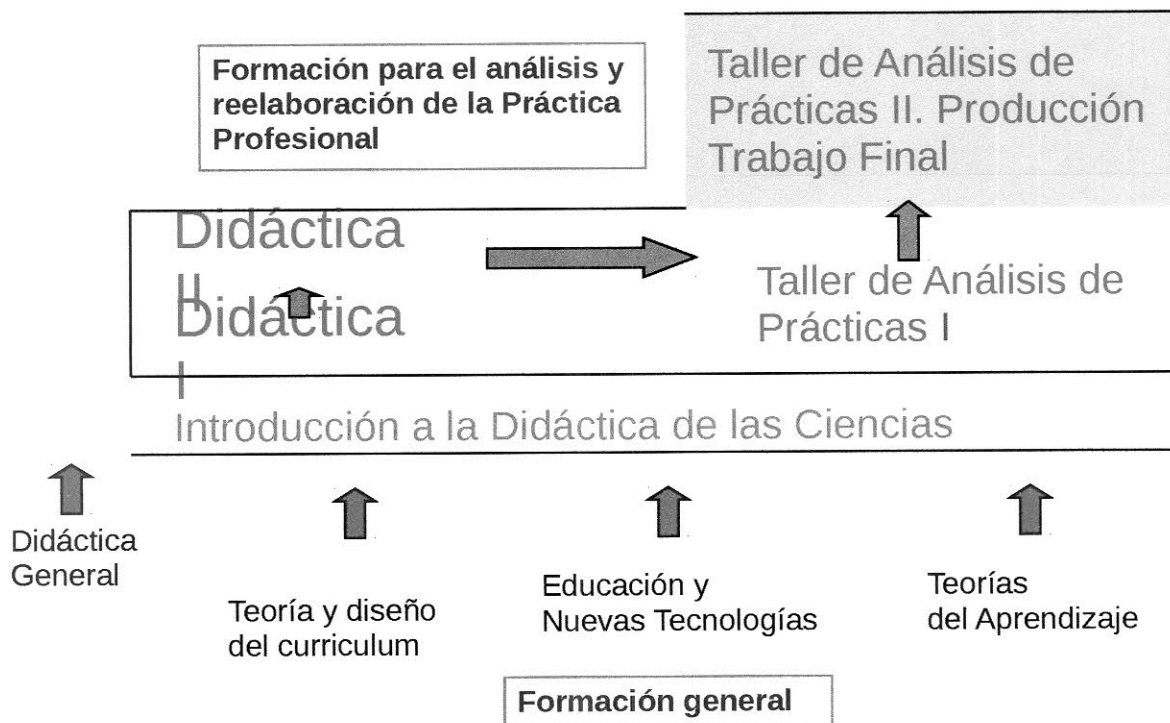 Formación para el análisis y
reelaboración de la Práctica
Profesional
Taller de Análisis de
Prácticas II. Producción
Trabajo Final
Didáctica
II
Didáctica
I
Taller de Análisis de
Prácticas I
Introducción a la Didáctica de las Ciencias
Didáctica
General
Teoría y diseño
del curriculum
Educación y
Nuevas Tecnologías
Teorías
del Aprendizaje
Formación general